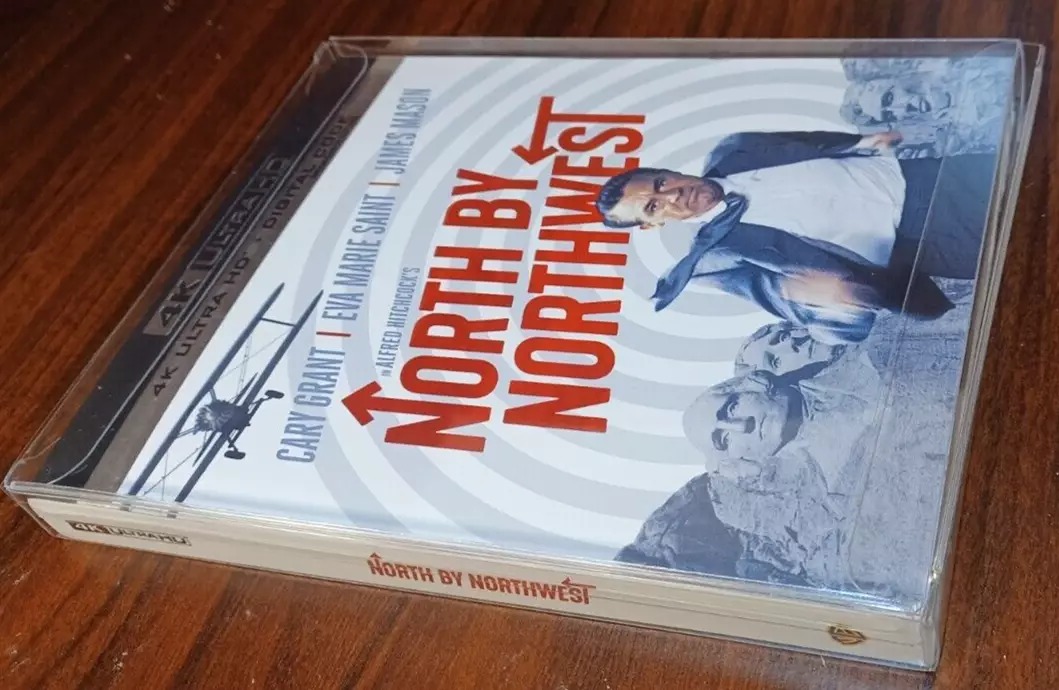 4K ULTRA HD
4K ULTRA HD · DIGITAL CODE
CARY GRANT | EVA MARIE SAINT | JAMES MASON
IN ALFRED HITCHCOCK'S
NORTH BY
NORTHWEST
4K ULTRA HD
NORTH BY NORTHWEST